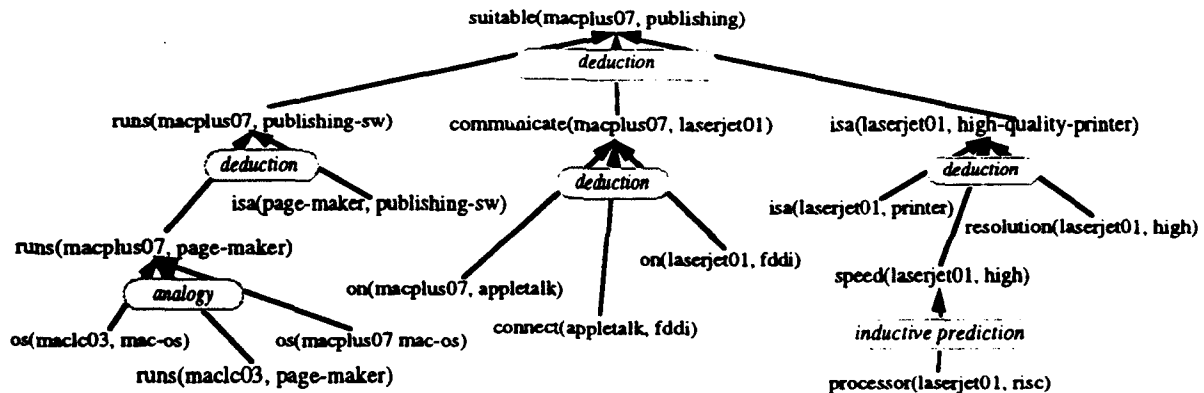 suitable(macplus07, publishing)
deduction
runs(macplus07, publishing-sw)
communicate(macplus07, laserjet01)
isa(laserjet01, high-quality-printer)
deduction
deduction
deduction
isa(page-maker, publishing-sw)
isa(laserjet01, printer)
resolution(laserjet01, high)
runs(macplus07, page-maker)
on(laserjet01, fddi)
speed(laserjet01, high)
analogy
on(macplus07, appletalk)
connect(appletalk, fddi)
os(maclc03, mac-os)
os(macplus07 mac-os)
inductive prediction
runs(maclc03, page-maker)
processor(laserjet01, risc)